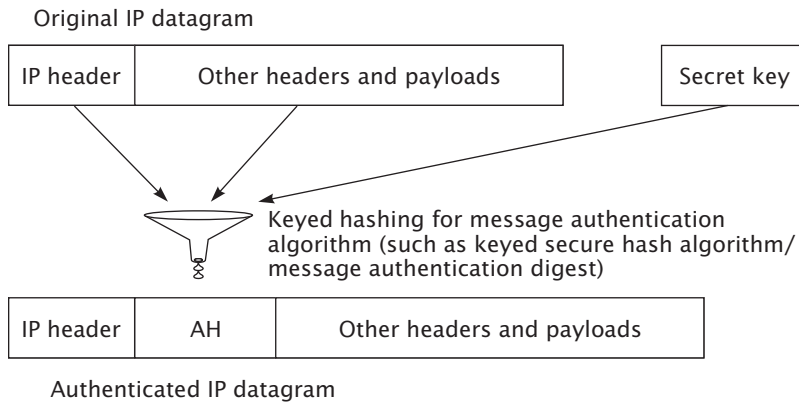 Original IP datagram
IP header
Other headers and payloads
Secret key
Keyed hashing for message authentication
algorithm (such as keyed secure hash algorithm/
message authentication digest)
IP header
AH
Other headers and payloads
Authenticated IP datagram